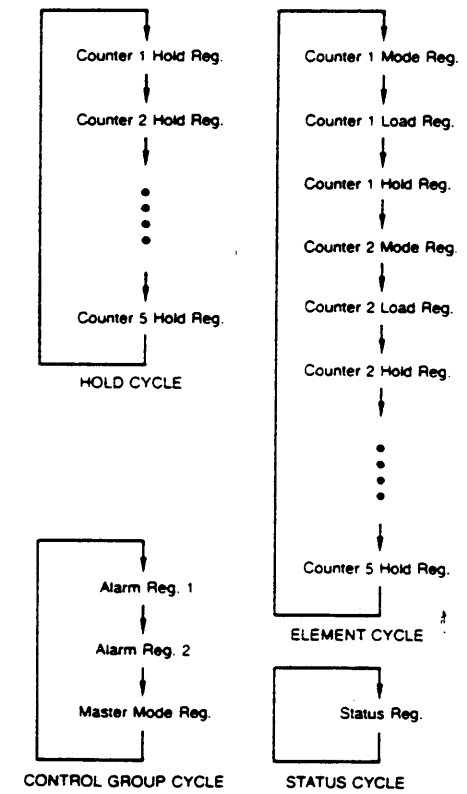 Counter 1 Hold Reg.
Counter 2 Hold Reg.
Counter 5 Hold Reg.
HOLD CYCLE
Counter 1 Mode Reg.
Counter 1 Load Reg.
Counter 1 Hold Reg.
Counter 2 Mode Reg.
Counter 2 Load Reg.
Counter 2 Hold Reg.
Counter 5 Hold Reg.
ELEMENT CYCLE
Alarm Reg. 1
Alarm Reg. 2
Master Mode Reg.
CONTROL GROUP CYCLE
Status Reg.
STATUS CYCLE